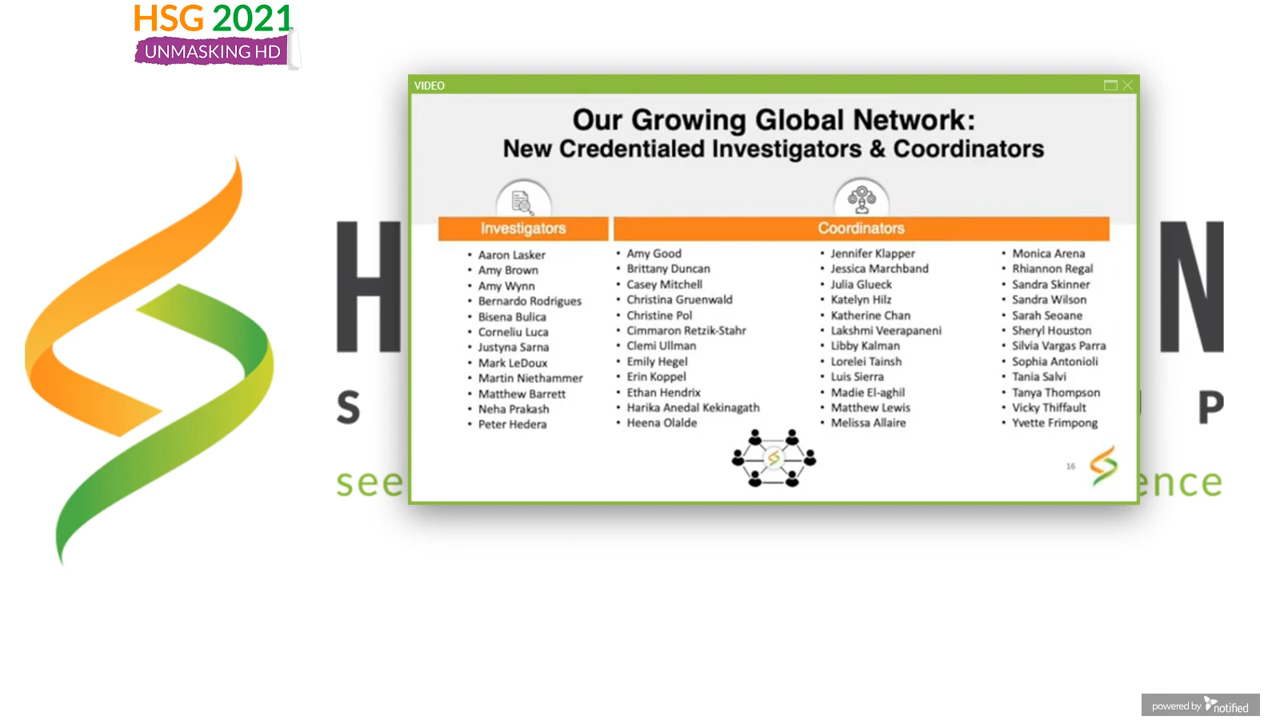 HSG 2021
UNMASKING HD
VIDEO
Our Growing Global Network:
New Credentialed Investigators & Coordinators
Investigators
• Aaron Lasker
• Amy Brown
• Amy Wynn
• Bernardo Rodrigues
• Bisena Bulica
• Corneliu Luca
• Justyna Sarna
• Mark LeDoux
• Martin Niethammer
• Matthew Barrett
• Neha Prakash
• Peter Hedera
Coordinators
• Amy Good
• Brittany Duncan
• Casey Mitchell
• Christina Gruenwald
• Christine Pol
• Cimmaron Retzik-Stahr
• Clemi Ullman
• Emily Hegel
• Erin Koppel
• Ethan Hendrix
• Harika Anedal Kekinagath
• Heena Olalde
• Jennifer Klapper
• Jessica Marchband
• Julia Glueck
• Katelyn Hilz
• Katherine Chan
• Lakshmi Veerapaneni
• Libby Kalman
• Lorelei Tainsh
• Luis Sierra
• Madie El-aghil
• Matthew Lewis
• Melissa Allaire
• Monica Arena
• Rhiannon Regal
• Sandra Skinner
• Sandra Wilson
• Sarah Seoane
• Sheryl Houston
• Silvia Vargas Parra
• Sophia Antonioli
• Tania Salvi
• Tanya Thompson
• Vicky Thiffault
• Yvette Frimpong
16
H N
S P
see ence
powered by notified